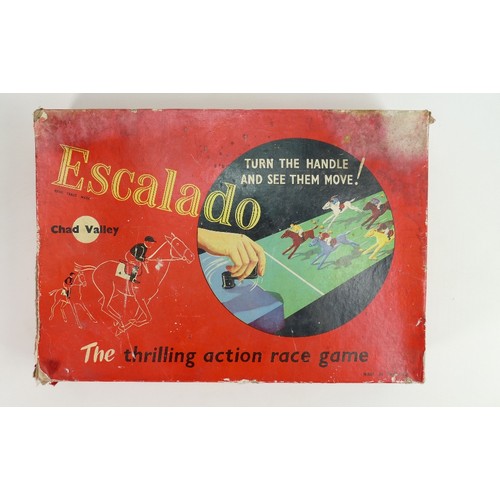 Escalado
TURN THE HANDLE
AND SEE THEM MOVE!
Chad Valley
The thrilling action race game